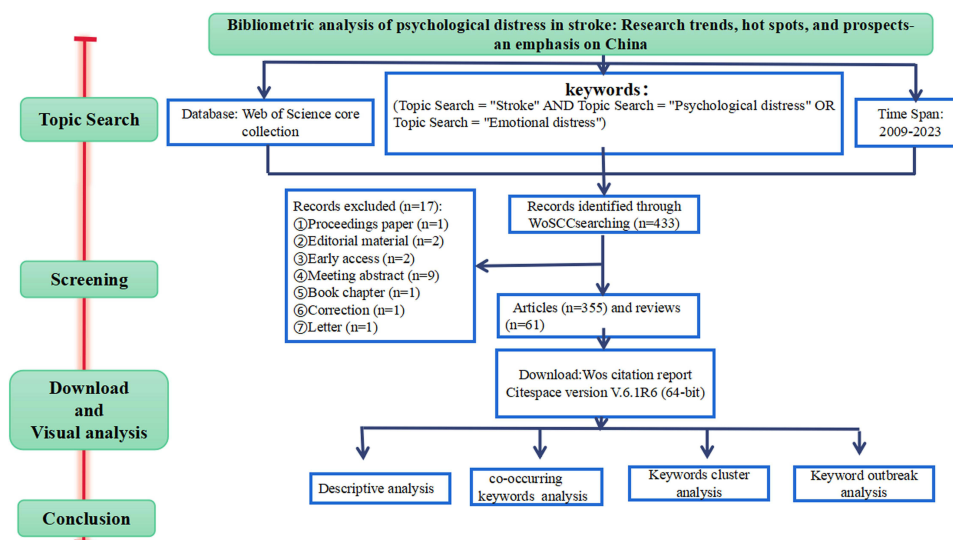 Bibliometric analysis of psychological distress in stroke: Research trends, hot spots, and prospects-
an emphasis on China
Topic Search
Database: Web of Science core
collection
keywords：
(Topic Search = "Stroke" AND Topic Search = "Psychological distress" OR
Topic Search = "Emotional distress")
Time Span:
2009-2023
Records excluded (n=17):
①Proceedings paper (n=1)
②Editorial material (n=2)
③Early access (n=2)
④Meeting abstract (n=9)
⑤Book chapter (n=1)
⑥Correction (n=1)
⑦Letter (n=1)
Records identified through
WoSCCsearching (n=433)
Screening
Articles (n=355) and reviews
(n=61)
Download
and
Visual analysis
Download:Wos citation report
Citespace version V.6.1R6 (64-bit)
Descriptive analysis
co-occurring
keywords analysis
Keywords cluster
analysis
Keyword outbreak
analysis
Conclusion